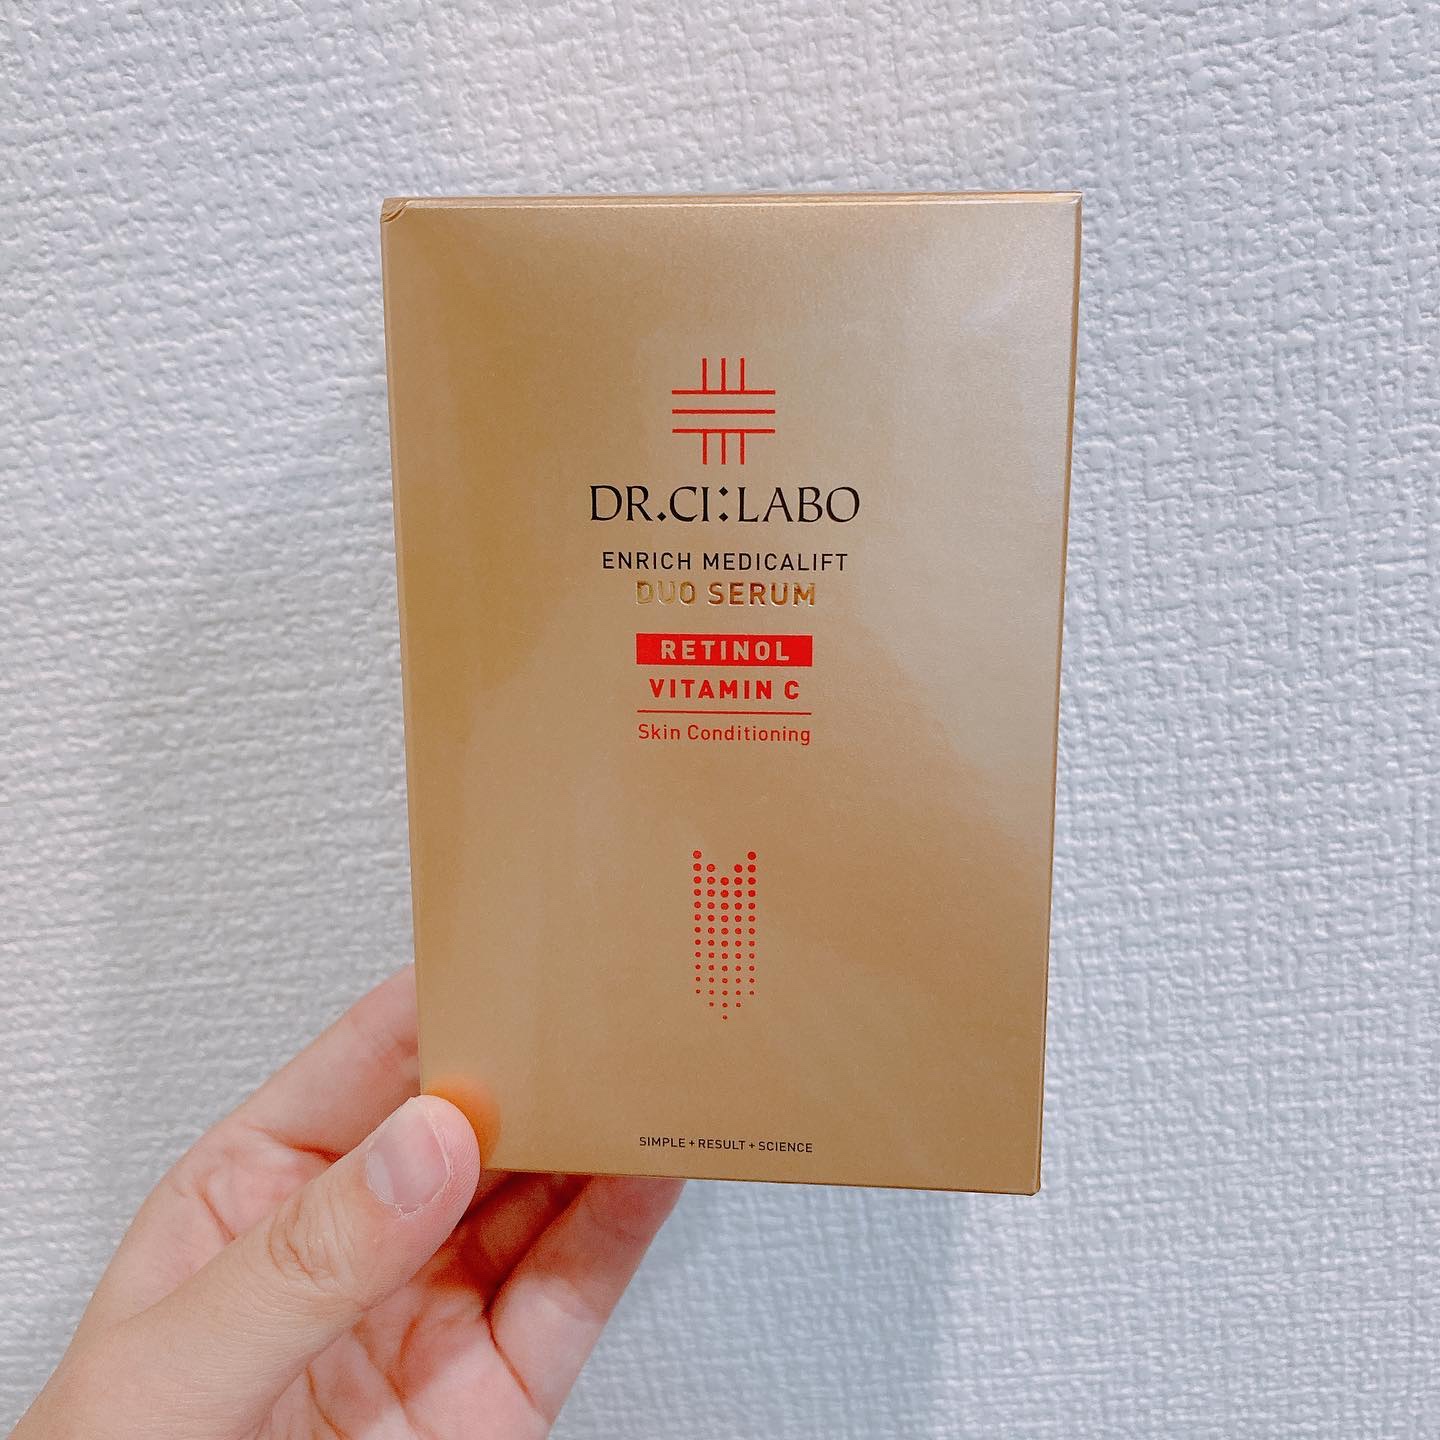 DR.CI:LABO
ENRICH MEDICALIFT
DUO SERUM
RETINOL
VITAMIN C
Skin Conditioning
SIMPLE + RESULT + SCIENCE